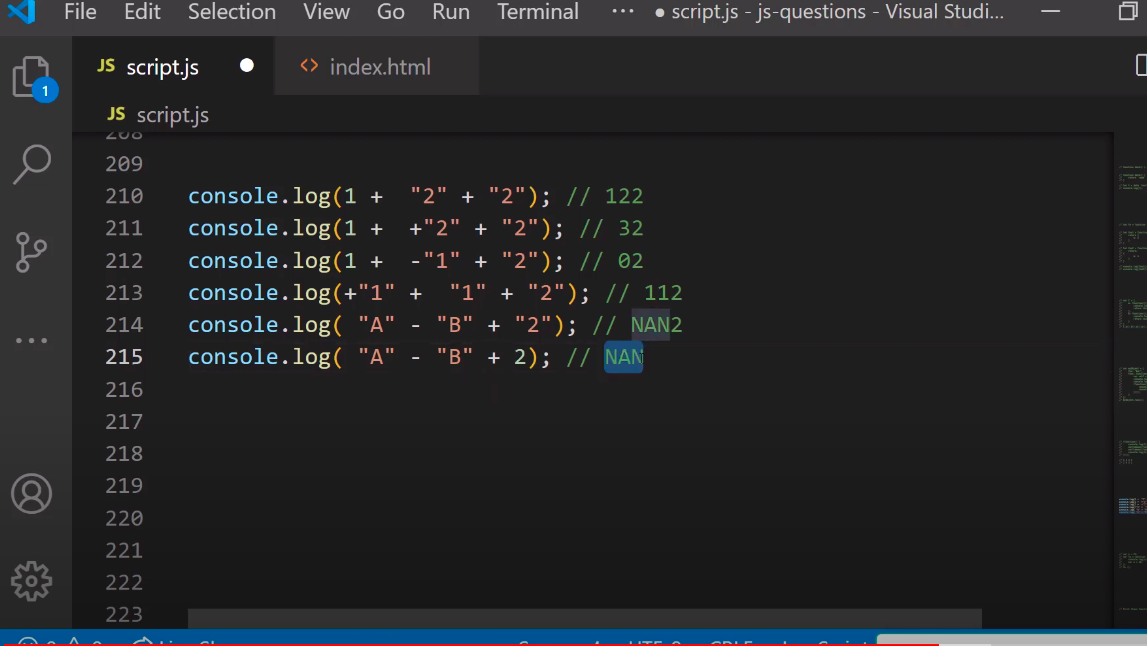 File Edit Selection View Go Run Terminal ··· ● script.js - js-questions - Visual Studi...
JS script.js ● <> index.html
1
JS script.js
208
209
210 console.log(1 +  "2" + "2"); // 122
211 console.log(1 +  +"2" + "2"); // 32
212 console.log(1 +  -"1" + "2"); // 02
213 console.log(+"1" +  "1" + "2"); // 112
214 console.log( "A" - "B" + "2"); // NAN2
215 console.log( "A" - "B" + 2); // NAN
216
217
218
219
220
221
222
223